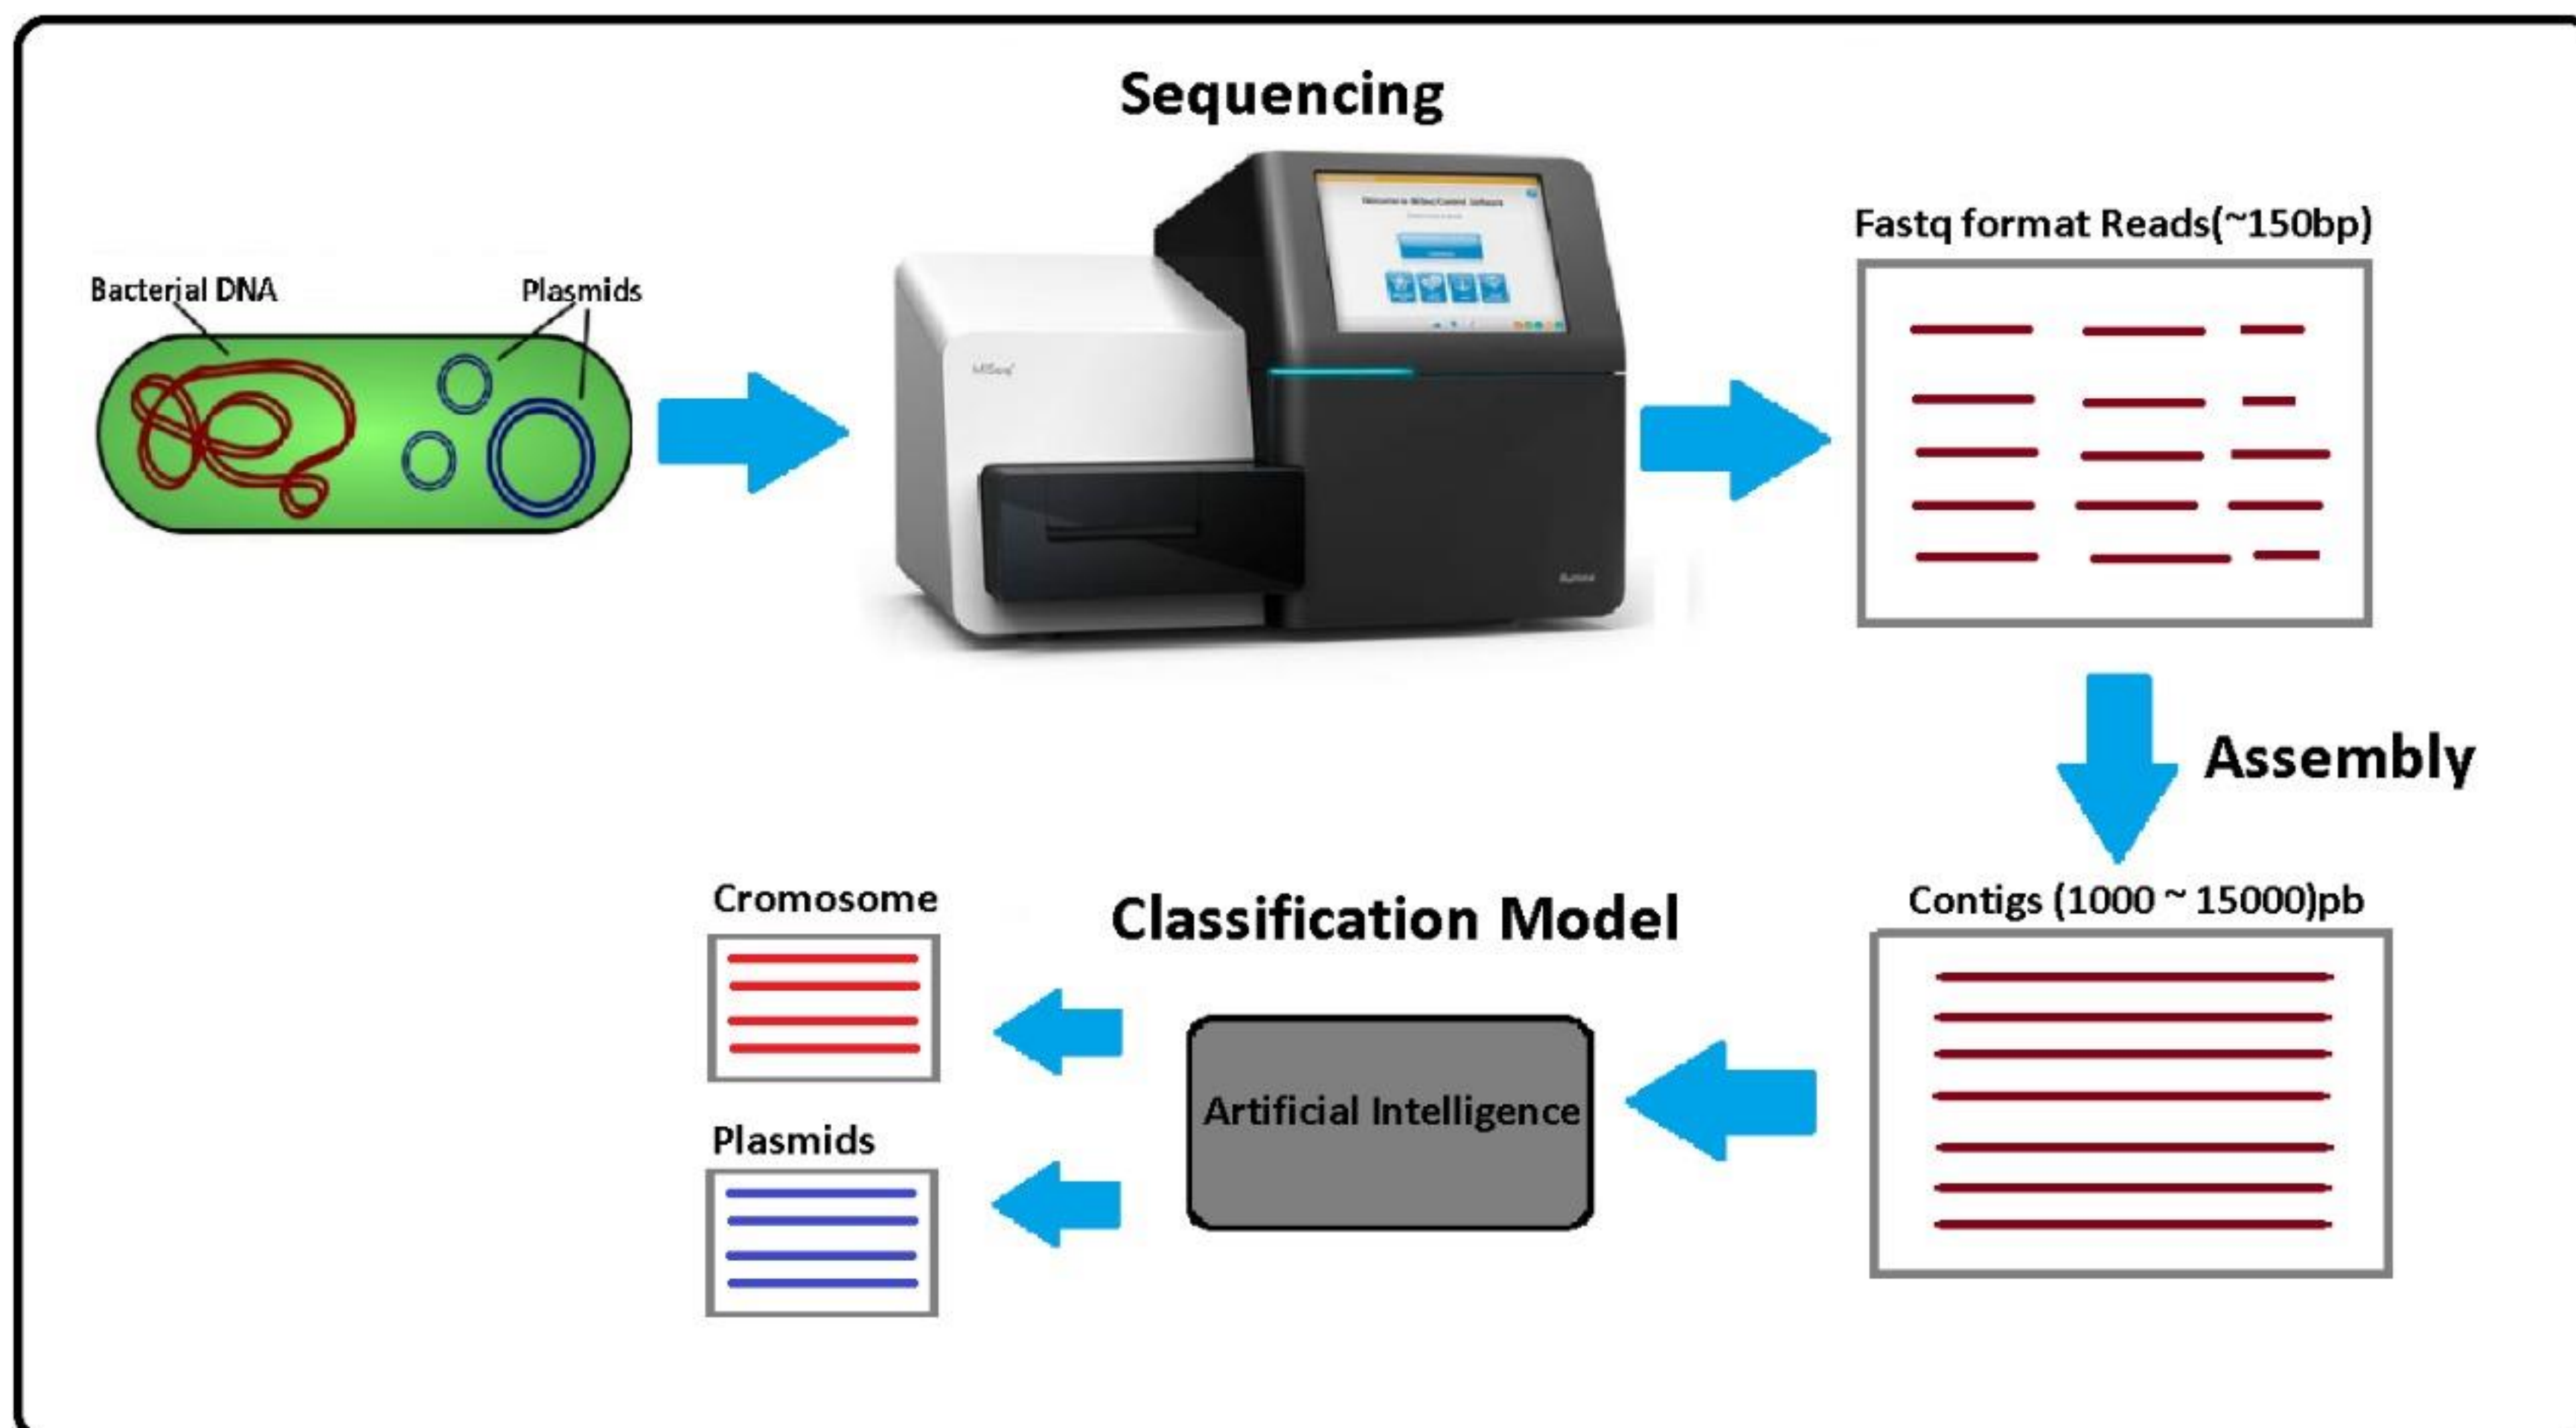 Sequencing
Bacterial DNA
Plasmids
MiSeq
Fastq format Reads(~150bp)
Assembly
Contigs (1000 ~ 15000)pb
Classification Model
Artificial Intelligence
Cromosome
Plasmids